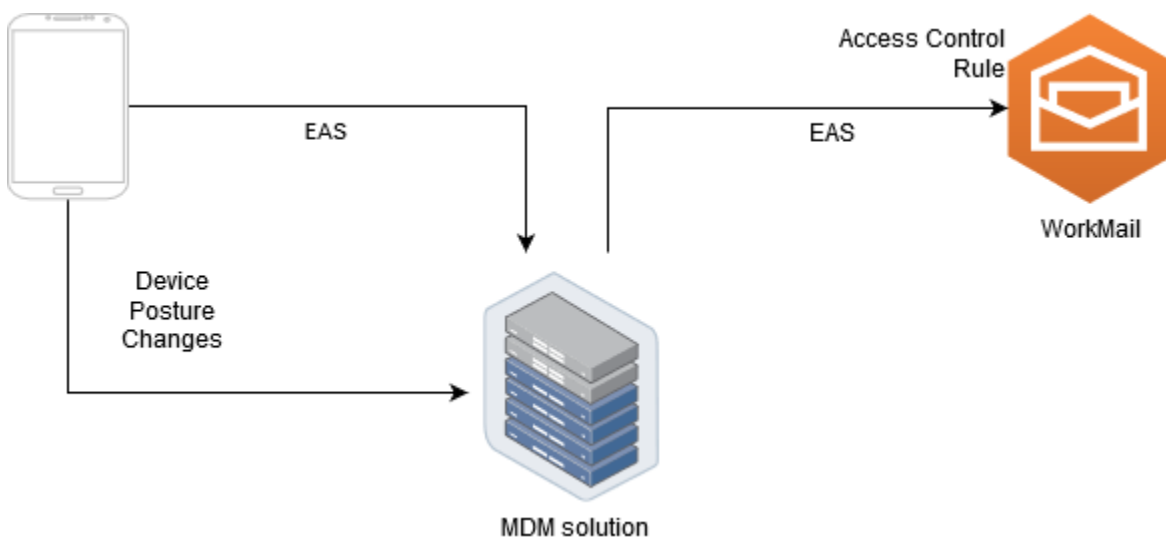 Access Control
Rule
EAS
EAS
WorkMail
Device
Posture
Changes
MDM solution